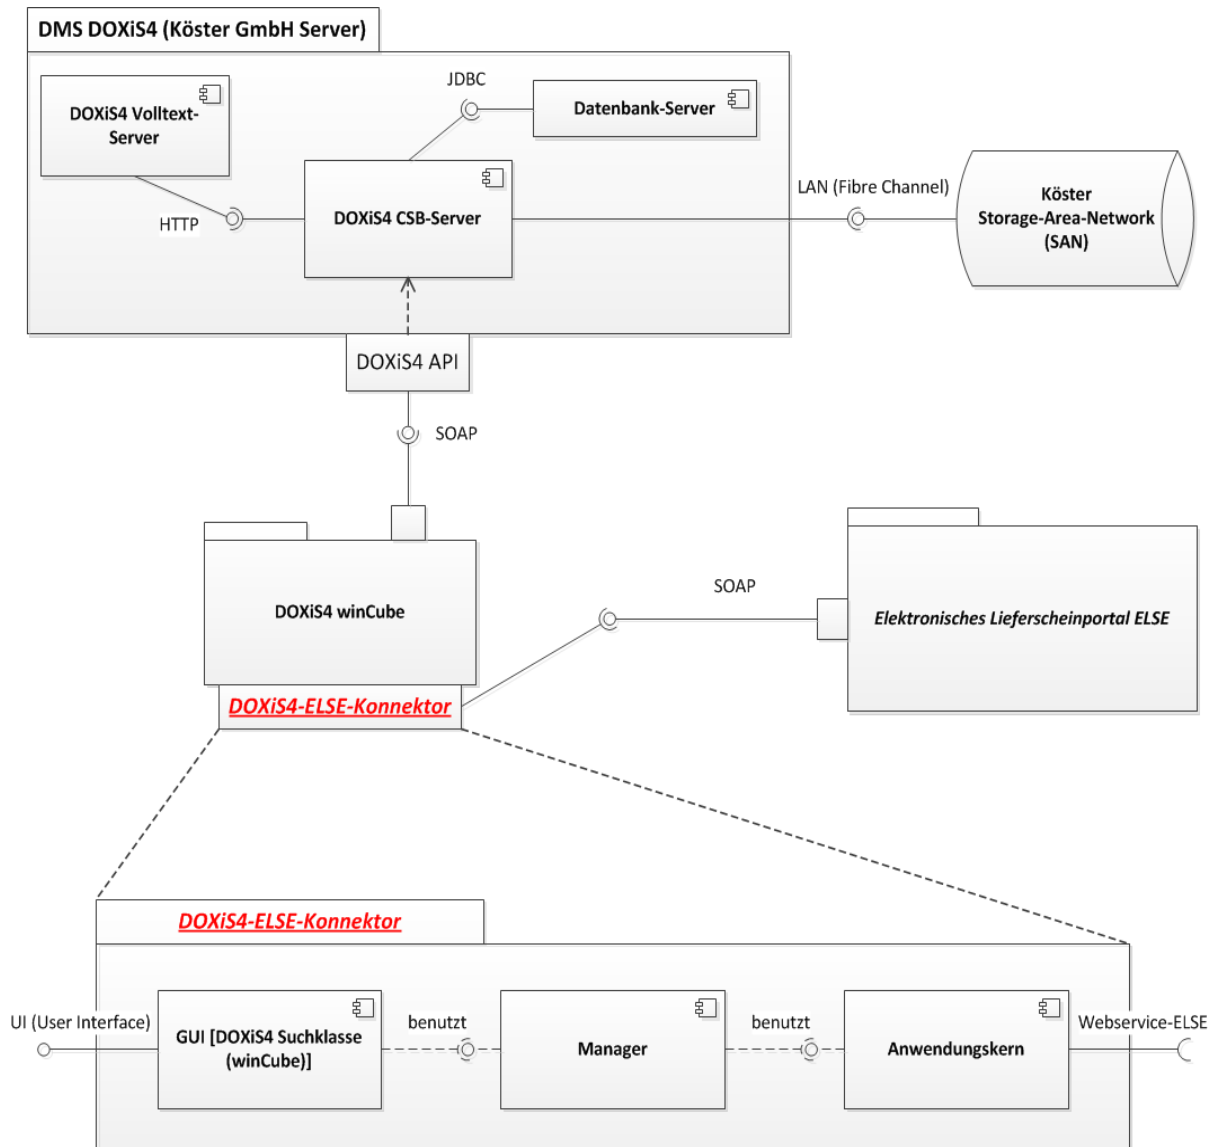 DMS DOXiS4 (Köster GmbH Server)
DOXiS4 Volltext-
Server
JDBC
Datenbank-Server
HTTP
DOXiS4 CSB-Server
LAN (Fibre Channel)
Köster
Storage-Area-Network
(SAN)
DOXiS4 API
SOAP
DOXiS4 winCube
SOAP
Elektronisches Lieferscheinportal ELSE
DOXiS4-ELSE-Konnektor
DOXiS4-ELSE-Konnektor
UI (User Interface)
GUI [DOXiS4 Suchklasse
(winCube)]
benutzt
Manager
benutzt
Anwendungskern
Webservice-ELSE